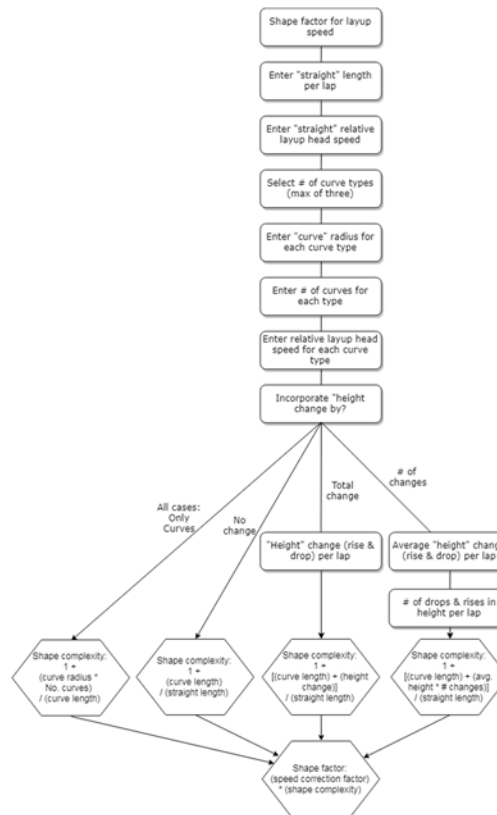 Shape factor for layup
speed
Enter "straight" length
per lap
Enter "straight" relative
layup head speed
Select # of curve types
(max of three)
Enter "curve" radius for
each curve type
Enter # of curves for
each type
Enter relative layup head
speed for each curve
type
Incorporate "height
change by?
All cases:
Only
Curves
No
change
Total
change
# of
changes
"Height" change (rise &
drop) per lap
Average "height" chang
(rise & drop) per lap
# of drops & rises in
height per lap
Shape complexity:
1 +
(curve radius *
No. curves)
/ (curve length)
Shape complexity:
1 +
(curve length)
/ (straight length)
Shape complexity:
1 +
[(curve length) + (height
change)]
/ (straight length)
Shape complexity:
1 +
[(curve length) + (avg.
height * # changes)]
/ (straight length)
Shape factor:
(speed correction factor)
* (shape complexity)